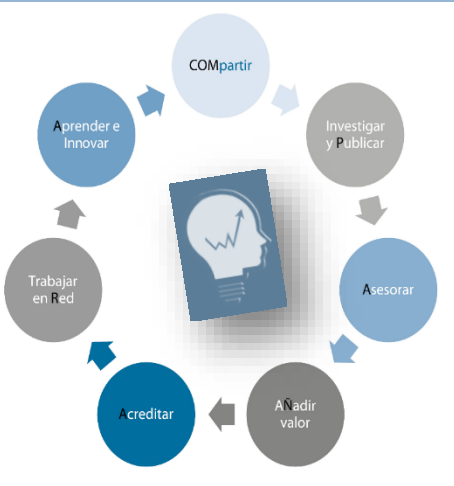 COMpartir
Investigar
y Publicar
Asesorar
AÑadir
valor
Acreditar
Trabajar
en Red
Aprender e
Innovar